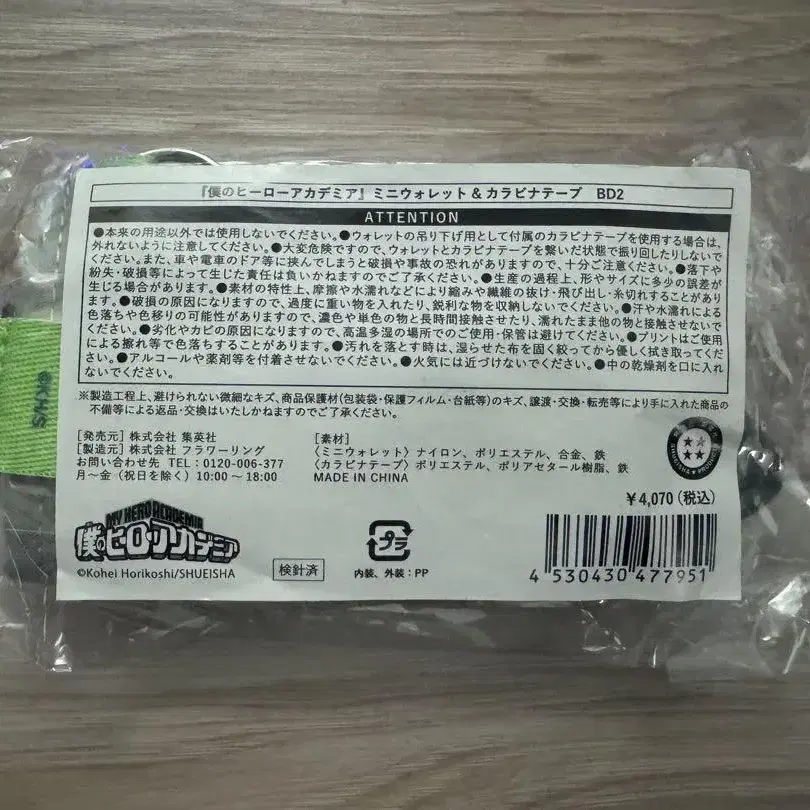 『僕のヒーローアカデミア』 ミニウォレット & カラビナテープ BD2
ATTENTION
●本来の用途以外では使用しないでください。●ウォレットの吊り下げ用として付属のカラビナテープを使用する場合は、
外れないように注意してください。●大変危険ですので、ウォレットとカラビナテープを繋いだ状態で振り回したりしないで
ください。また、車や電車のドア等に挟んでしまうと破損や事故の恐れがありますので、十分ご注意ください。●落下や
紛失・破損等によって生じた責任は負いかねますのでご了承ください。●生産の過程上、形やサイズに多少の誤差が
生じる場合があります。●素材の特性上、摩擦や水濡れなどにより縮みや繊維の抜け・飛び出し・糸切れすることがあり
ます。●破損の原因になりますので、過度に重い物を入れたり、鋭利な物を収納しないでください。●汗や水濡れによる
色落ちや色移りの可能性がありますので、濃色や単色の物と長時間接触させたり、濡れたまま他の物と接触させないで
ください。●劣化やカビの原因になりますので、高温多湿の場所でのご使用・保管は避けてください。●プリントはご使用
による擦れ等で色落ちすることがあります。●汚れを落とす時は、湿らせた布を固く絞ってから優しく拭き取ってくだ
さい。●アルコールや薬剤等を付着させないでください。●火気には近づけないでください。●中の乾燥剤を口に入れ
ないでください。
※製造工程上、避けられない微細なキズ、商品保護材(包装袋・保護フィルム・台紙等)のキズ、譲渡・交換・転売等により手に入れた商品の
不備等による返品・交換はいたしかねますのでご了承ください。
[発売元] 株式会社 集英社
[製造元] 株式会社 フラワーリング
お問い合わせ先 TEL:0120-006-377
月～金(祝日を除く)10:00～18:00
[素材]
〈ミニウォレット〉ナイロン、ポリエステル、合金、鉄
〈カラビナテープ〉ポリエステル、ポリアセタール樹脂、鉄
MADE IN CHINA
SHUEISHA PRODUCT
¥4,070(税込)
MY HERO ACADEMIA
僕のヒーローアカデミア
©Kohei Horikoshi/SHUEISHA
検針済
プラ
内装、外装:PP
4 530430 477951